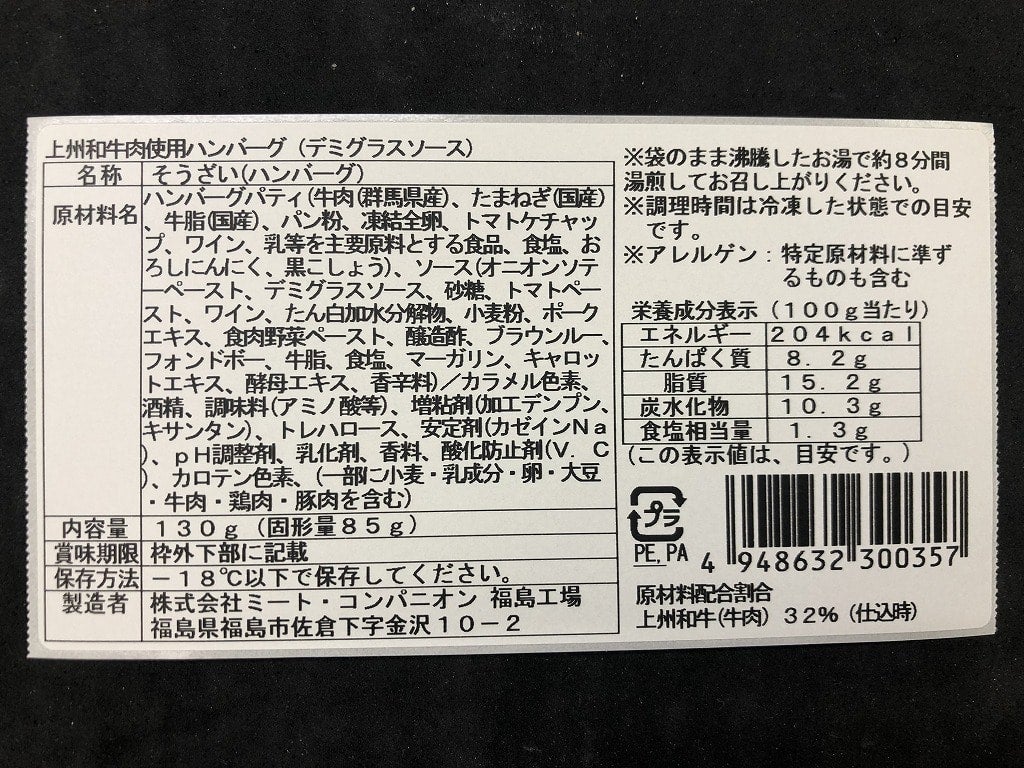 上州和牛肉使用ハンバーグ（デミグラスソース）
名称 そうざい(ハンバーグ)
原材料名 ハンバーグパティ(牛肉(群馬県産)、たまねぎ(国産)
、牛脂(国産)、パン粉、凍結全卵、トマトケチャッ
プ、ワイン、乳等を主要原料とする食品、食塩、お
ろしにんにく、黒こしょう)、ソース(オニオンソテ
ーペースト、デミグラスソース、砂糖、トマトペー
スト、ワイン、たん白加水分解物、小麦粉、ポーク
エキス、食肉野菜ペースト、醸造酢、ブラウンルー、
フォンドボー、牛脂、食塩、マーガリン、キャロッ
トエキス、酵母エキス、香辛料)／カラメル色素、
酒精、調味料(アミノ酸等)、増粘剤(加工デンプン、
キサンタン)、トレハロース、安定剤(カゼインNa
)、pH調整剤、乳化剤、香料、酸化防止剤(V．C
)、カロテン色素、(一部に小麦・乳成分・卵・大豆
・牛肉・鶏肉・豚肉を含む)
内容量 130g（固形量85g）
賞味期限 枠外下部に記載
保存方法 －18℃以下で保存してください。
製造者 株式会社ミート・コンパニオン 福島工場
福島県福島市佐倉下字金沢10－2
※袋のまま沸騰したお湯で約8分間
湯煎してお召し上がりください。
※調理時間は冷凍した状態での目安
です。
※アレルゲン：特定原材料に準ず
るものも含む
栄養成分表示（100g当たり）
エネルギー 204kcal
たんぱく質 8．2g
脂質 15．2g
炭水化物 10．3g
食塩相当量 1．3g
(この表示値は、目安です。)
プラ
PE,PA
4 948632 300357
原材料配合割合
上州和牛(牛肉) 32%（仕込時）